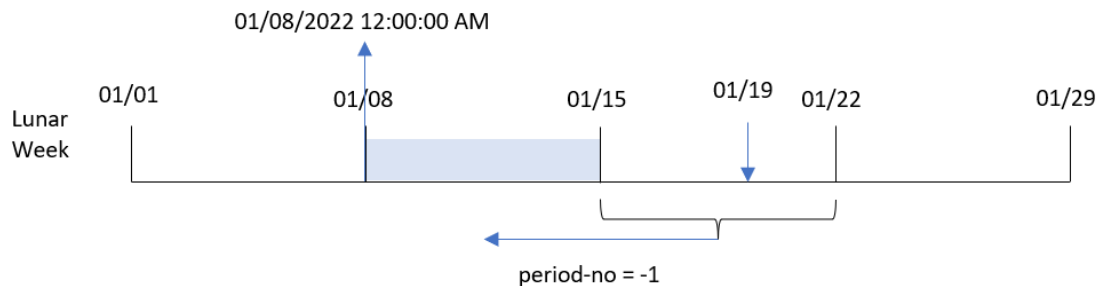 01/08/2022 12:00:00 AM
01/01
01/08
01/15
01/19
01/22
01/29
Lunar
Week
period-no = -1